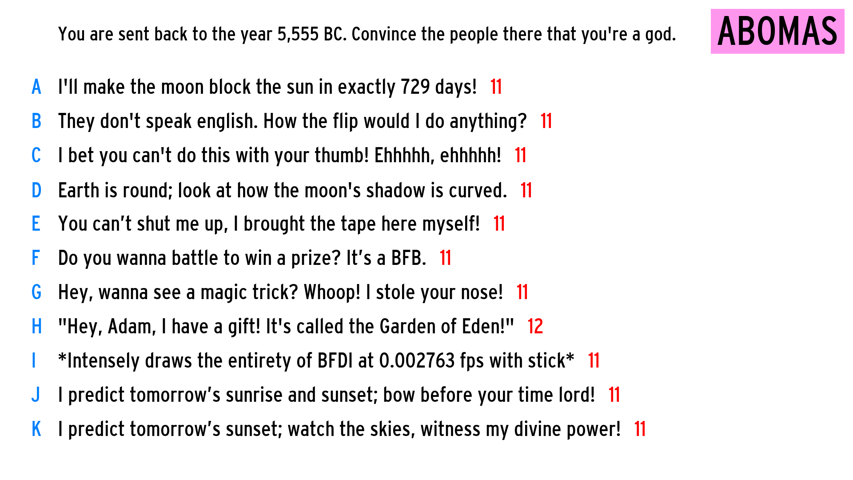 You are sent back to the year 5,555 BC. Convince the people there that you're a god.
ABOMAS
A I'll make the moon block the sun in exactly 729 days! 11
B They don't speak english. How the flip would I do anything? 11
C I bet you can't do this with your thumb! Ehhhhh, ehhhhh! 11
D Earth is round; look at how the moon's shadow is curved. 11
E You can’t shut me up, I brought the tape here myself! 11
F Do you wanna battle to win a prize? It’s a BFB. 11
G Hey, wanna see a magic trick? Whoop! I stole your nose! 11
H "Hey, Adam, I have a gift! It's called the Garden of Eden!" 12
I *Intensely draws the entirety of BFDI at 0.002763 fps with stick* 11
J I predict tomorrow’s sunrise and sunset; bow before your time lord! 11
K I predict tomorrow’s sunset; watch the skies, witness my divine power! 11